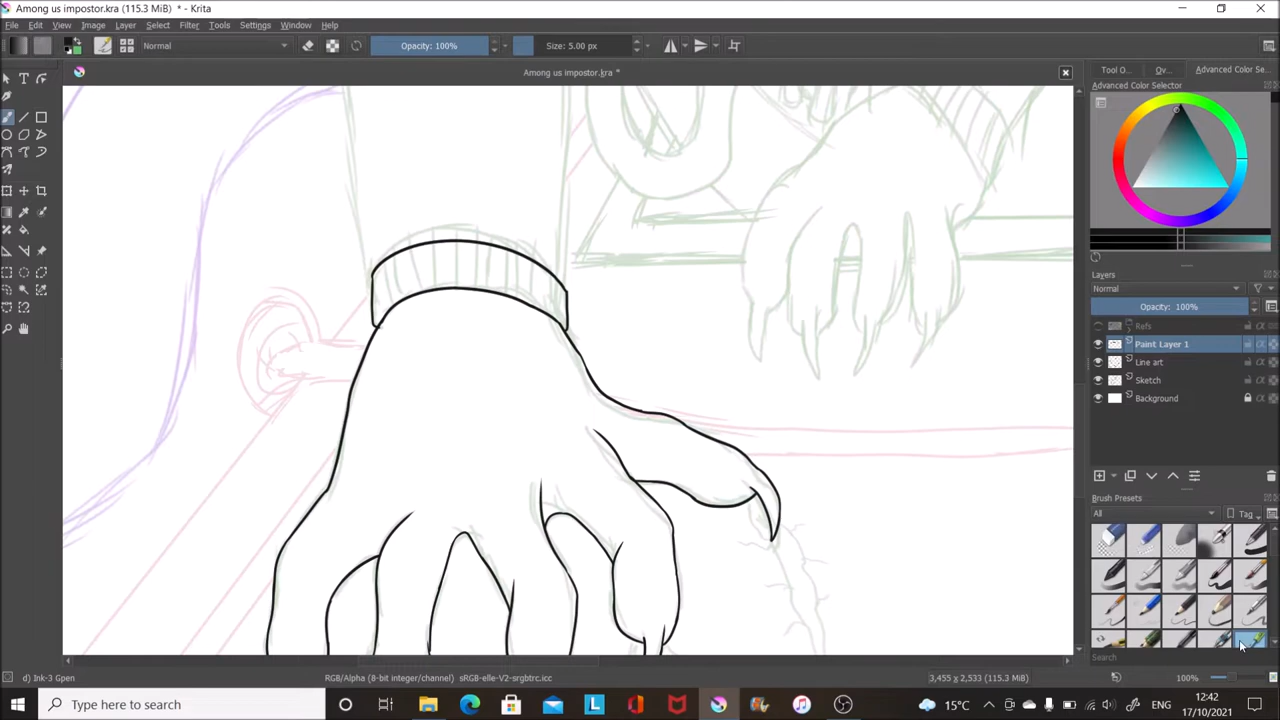 Among us impostor.kra (115.3 MiB) * - Krita
File Edit View Image Layer Select Filter Tools Settings Window Help
Normal
Opacity: 100%
Size: 5.00 px
Among us impostor.kra *
Tool O...
Qv...
Advanced Color Se...
Advanced Color Selector
Layers
Normal
Opacity: 100%
Refs
Paint Layer 1
Line art
Sketch
Background
Brush Presets
All
Tag
Search
d) Ink-3 Gpen
RGB/Alpha (8-bit integer/channel) sRGB-elle-V2-srgbtrc.icc
3,455 x 2,533 (115.3 MiB)
100%
Type here to search
15°C
ENG
12:42
17/10/2021